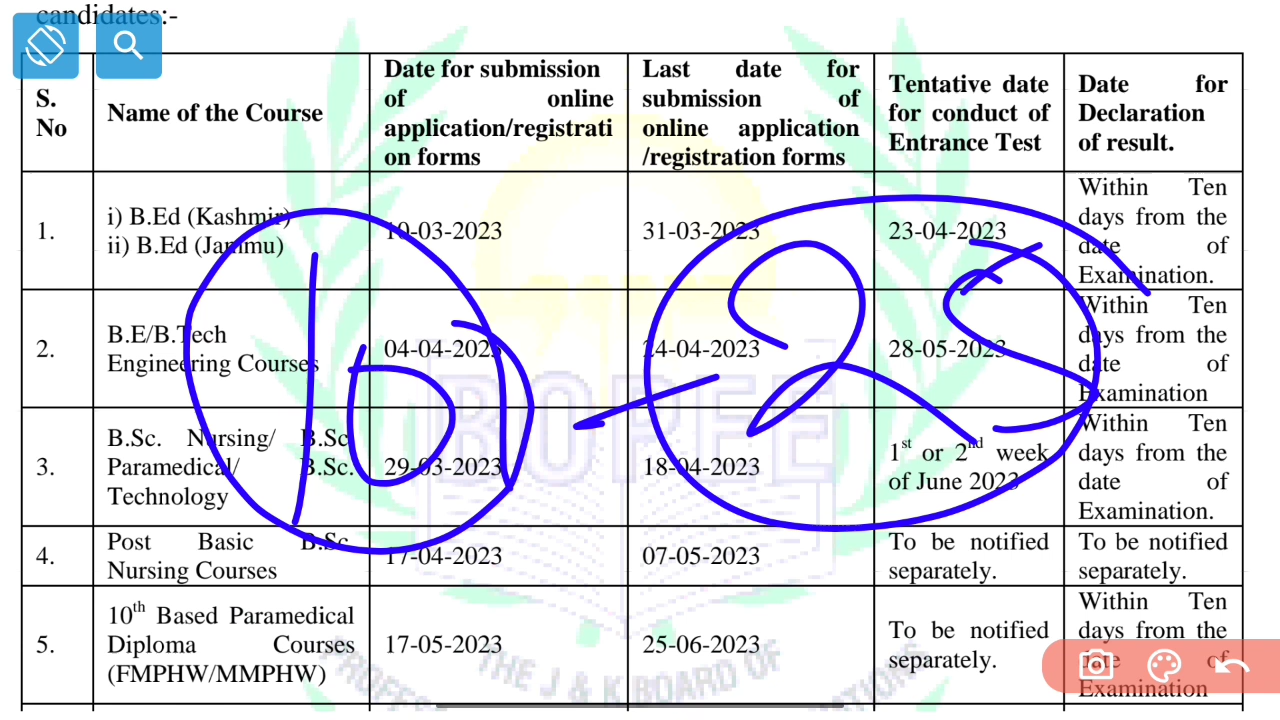 candidates:-
S. No | Name of the Course | Date for submission of online application/registrati on forms | Last date for submission of online application /registration forms | Tentative date for conduct of Entrance Test | Date for Declaration of result.
1. | i) B.Ed (Kashmir) ii) B.Ed (Jammu) | 10-03-2023 | 31-03-2023 | 23-04-2023 | Within Ten days from the date of Examination.
2. | B.E/B.Tech Engineering Courses | 04-04-2023 | 24-04-2023 | 28-05-2023 | Within Ten days from the date of Examination
3. | B.Sc. Nursing/ B.Sc. Paramedical/ B.Sc. Technology | 29-03-2023 | 18-04-2023 | 1st or 2nd week of June 2023 | Within Ten days from the date of Examination.
4. | Post Basic B.Sc. Nursing Courses | 17-04-2023 | 07-05-2023 | To be notified separately. | To be notified separately.
5. | 10th Based Paramedical Diploma Courses (FMPHW/MMPHW) | 17-05-2023 | 25-06-2023 | To be notified separately. | Within Ten days from the date of Examination
BOPEE
THE J & K BOARD OF